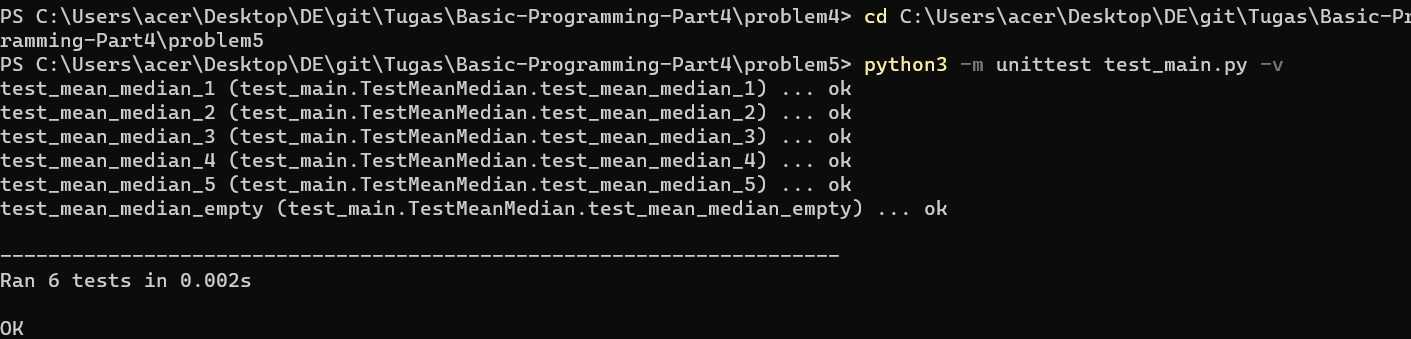 PS C:\Users\acer\Desktop\DE\git\Tugas\Basic-Programming-Part4\problem4> cd C:\Users\acer\Desktop\DE\git\Tugas\Basic-Pr
ramming-Part4\problem5
PS C:\Users\acer\Desktop\DE\git\Tugas\Basic-Programming-Part4\problem5> python3 -m unittest test_main.py -v
test_mean_median_1 (test_main.TestMeanMedian.test_mean_median_1) ... ok
test_mean_median_2 (test_main.TestMeanMedian.test_mean_median_2) ... ok
test_mean_median_3 (test_main.TestMeanMedian.test_mean_median_3) ... ok
test_mean_median_4 (test_main.TestMeanMedian.test_mean_median_4) ... ok
test_mean_median_5 (test_main.TestMeanMedian.test_mean_median_5) ... ok
test_mean_median_empty (test_main.TestMeanMedian.test_mean_median_empty) ... ok
----------------------------------------------------------------------
Ran 6 tests in 0.002s
OK